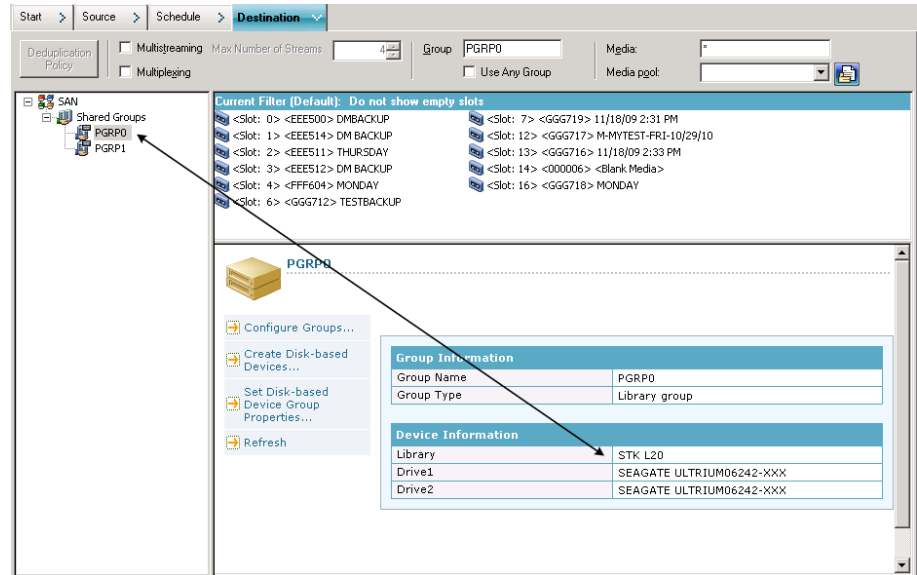 Start > Source > Schedule > Destination
Deduplication Policy
Multistreaming Max Number of Streams 4
Multiplexing
Group PGRP0
Use Any Group
Media: *
Media pool:
SAN
Shared Groups
PGRP0
PGRP1
Current Filter (Default): Do not show empty slots
<Slot: 0> <EEE500> DMBACKUP
<Slot: 1> <EEE514> DM BACKUP
<Slot: 2> <EEE511> THURSDAY
<Slot: 3> <EEE512> DM BACKUP
<Slot: 4> <FFF604> MONDAY
<Slot: 6> <GGG712> TESTBACKUP
<Slot: 7> <GGG719> 11/18/09 2:31 PM
<Slot: 12> <GGG717> M-MYTEST-FRI-10/29/10
<Slot: 13> <GGG716> 11/18/09 2:33 PM
<Slot: 14> <000006> <Blank Media>
<Slot: 16> <GGG718> MONDAY
PGRP0
Configure Groups...
Create Disk-based
Devices...
Set Disk-based
Device Group
Properties...
Refresh
Group Information
Group Name PGRP0
Group Type Library group
Device Information
Library STK L20
Drive1 SEAGATE ULTRIUM06242-XXX
Drive2 SEAGATE ULTRIUM06242-XXX